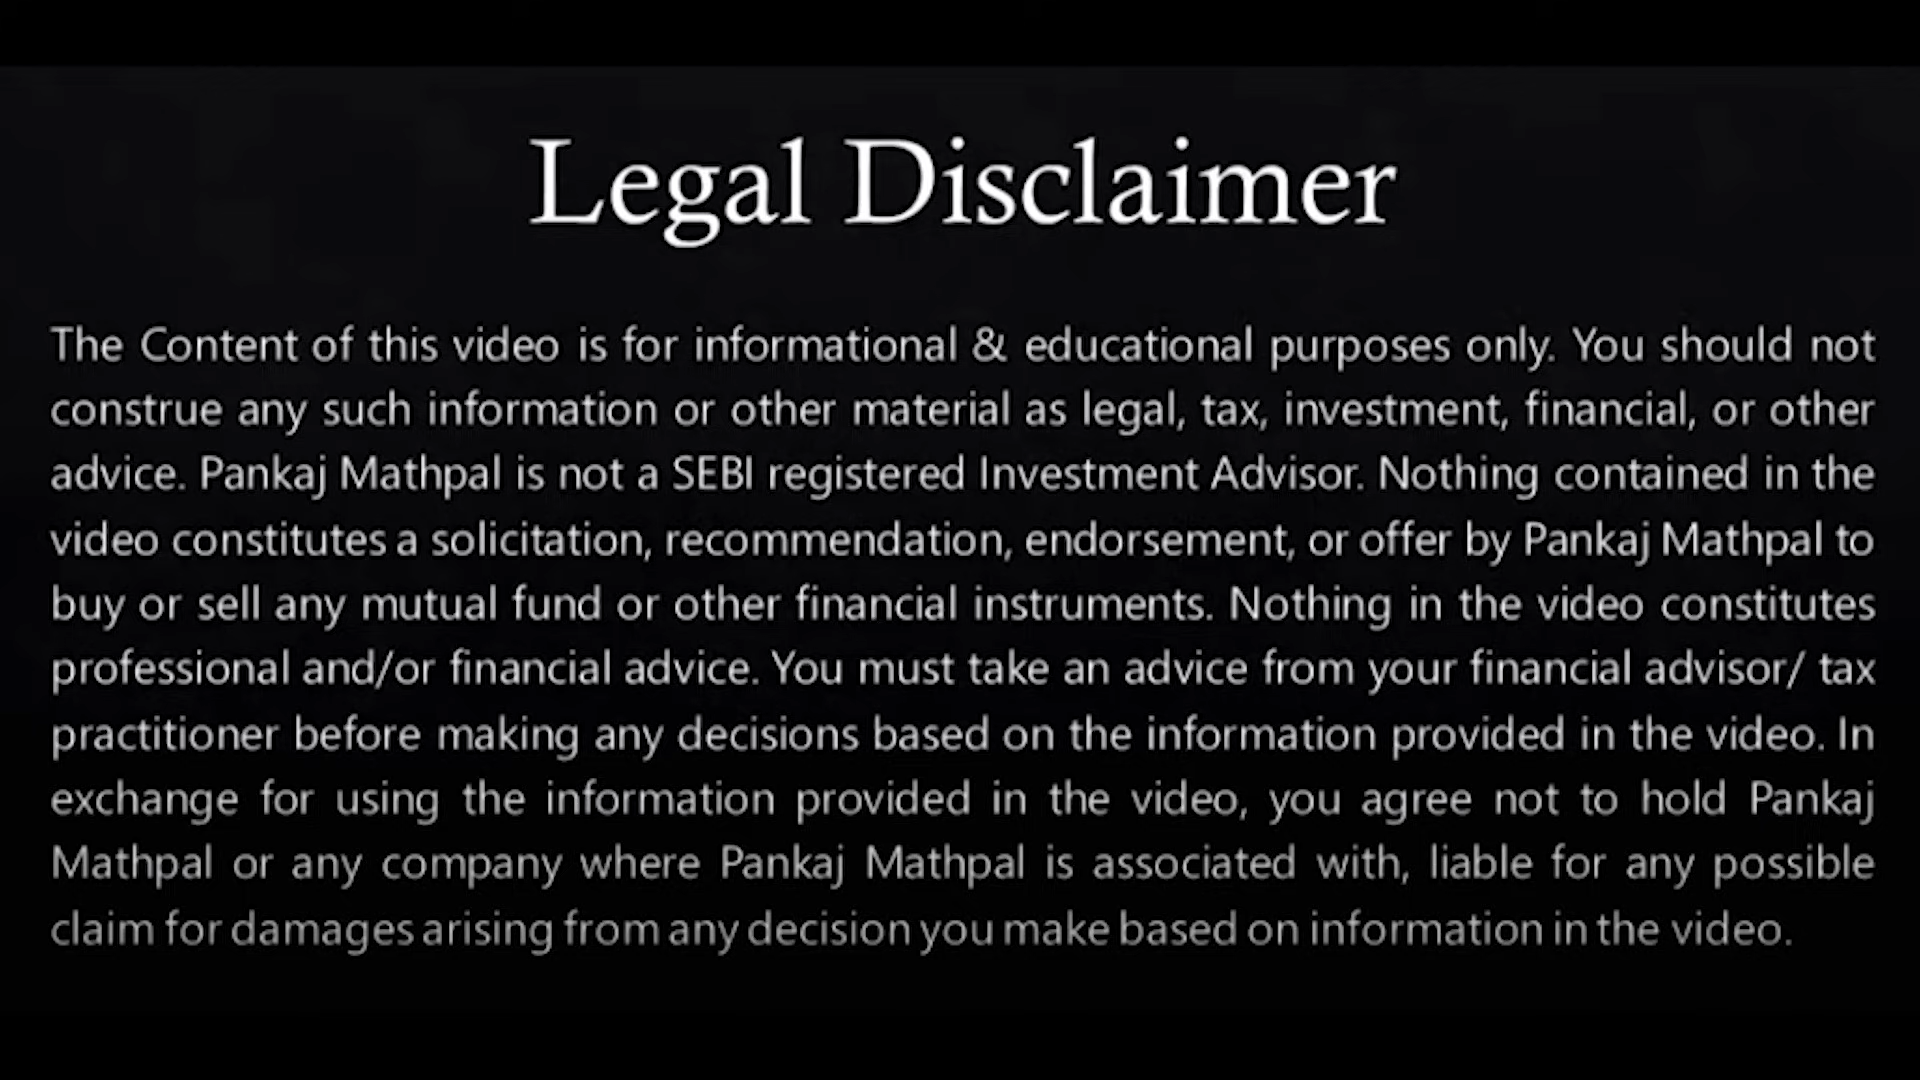 Legal Disclaimer
The Content of this video is for informational & educational purposes only. You should not
construe any such information or other material as legal, tax, investment, financial, or other
advice. Pankaj Mathpal is not a SEBI registered Investment Advisor. Nothing contained in the
video constitutes a solicitation, recommendation, endorsement, or offer by Pankaj Mathpal to
buy or sell any mutual fund or other financial instruments. Nothing in the video constitutes
professional and/or financial advice. You must take an advice from your financial advisor/ tax
practitioner before making any decisions based on the information provided in the video. In
exchange for using the information provided in the video, you agree not to hold Pankaj
Mathpal or any company where Pankaj Mathpal is associated with, liable for any possible
claim for damages arising from any decision you make based on information in the video.